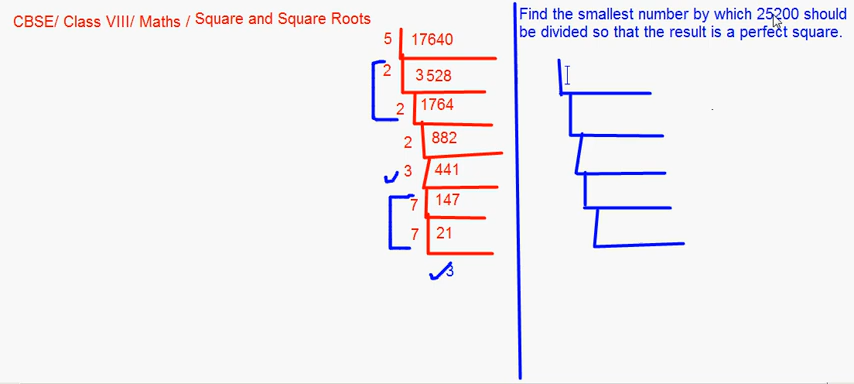 CBSE/ Class VIII/ Maths / Square and Square Roots
5 17640
2 3528
2 1764
2 882
3 441
7 147
7 21
3
Find the smallest number by which 25200 should
be divided so that the result is a perfect square.